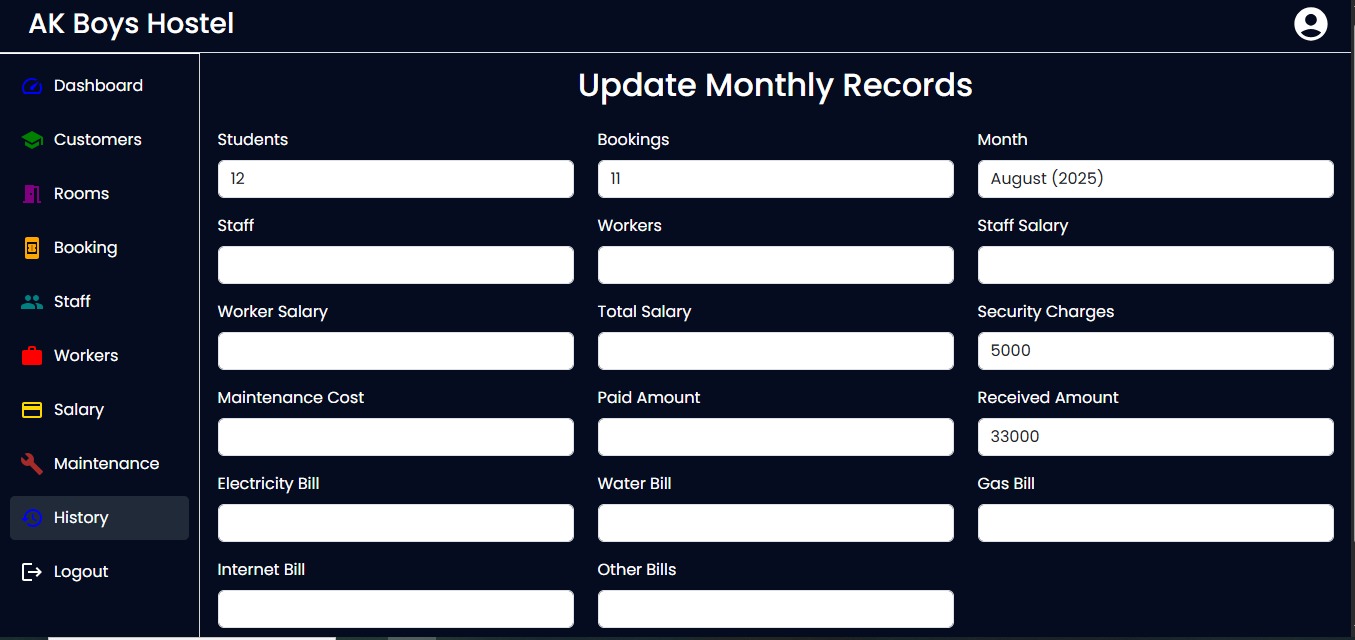 AK Boys Hostel
Dashboard
Customers
Rooms
Booking
Staff
Workers
Salary
Maintenance
History
Logout
Update Monthly Records
Students Bookings Month
12 11 August (2025)
Staff Workers Staff Salary
Worker Salary Total Salary Security Charges
5000
Maintenance Cost Paid Amount Received Amount
33000
Electricity Bill Water Bill Gas Bill
Internet Bill Other Bills